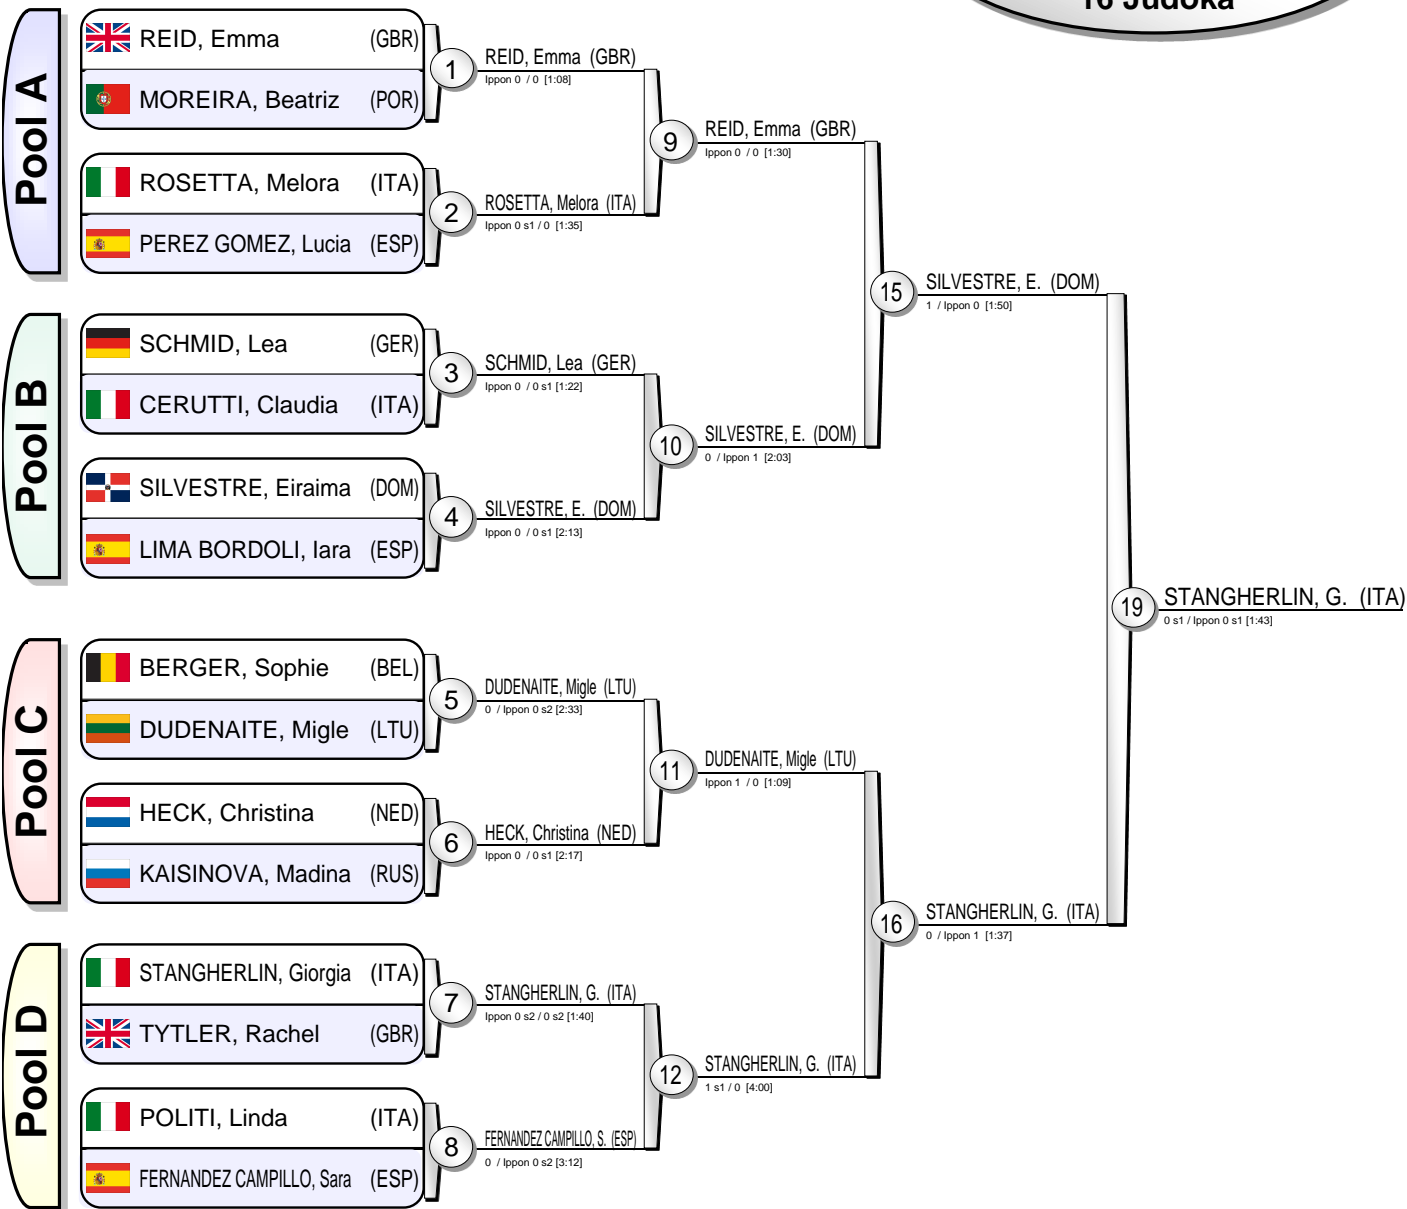 16 Judoka
Pool A
REID, Emma (GBR)
MOREIRA, Beatriz (POR)
ROSETTA, Melora (ITA)
PEREZ GOMEZ, Lucia (ESP)
1
REID, Emma (GBR)
Ippon 0 / 0 [1:08]
2
ROSETTA, Melora (ITA)
Ippon 0 s1 / 0 [1:35]
9
REID, Emma (GBR)
Ippon 0 / 0 [1:30]
Pool B
SCHMID, Lea (GER)
CERUTTI, Claudia (ITA)
SILVESTRE, Eiraima (DOM)
LIMA BORDOLI, Iara (ESP)
3
SCHMID, Lea (GER)
Ippon 0 / 0 s1 [1:22]
4
SILVESTRE, E. (DOM)
Ippon 0 / 0 s1 [2:13]
10
SILVESTRE, E. (DOM)
0 / Ippon 1 [2:03]
15
SILVESTRE, E. (DOM)
1 / Ippon 0 [1:50]
Pool C
BERGER, Sophie (BEL)
DUDENAITE, Migle (LTU)
HECK, Christina (NED)
KAISINOVA, Madina (RUS)
5
DUDENAITE, Migle (LTU)
0 / Ippon 0 s2 [2:33]
6
HECK, Christina (NED)
Ippon 0 / 0 s1 [2:17]
11
DUDENAITE, Migle (LTU)
Ippon 1 / 0 [1:09]
Pool D
STANGHERLIN, Giorgia (ITA)
TYTLER, Rachel (GBR)
POLITI, Linda (ITA)
FERNANDEZ CAMPILLO, Sara (ESP)
7
STANGHERLIN, G. (ITA)
Ippon 0 s2 / 0 s2 [1:40]
8
FERNANDEZ CAMPILLO, S. (ESP)
0 / Ippon 0 s2 [3:12]
12
STANGHERLIN, G. (ITA)
1 s1 / 0 [4:00]
16
STANGHERLIN, G. (ITA)
0 / Ippon 1 [1:37]
19
STANGHERLIN, G. (ITA)
0 s1 / Ippon 0 s1 [1:43]